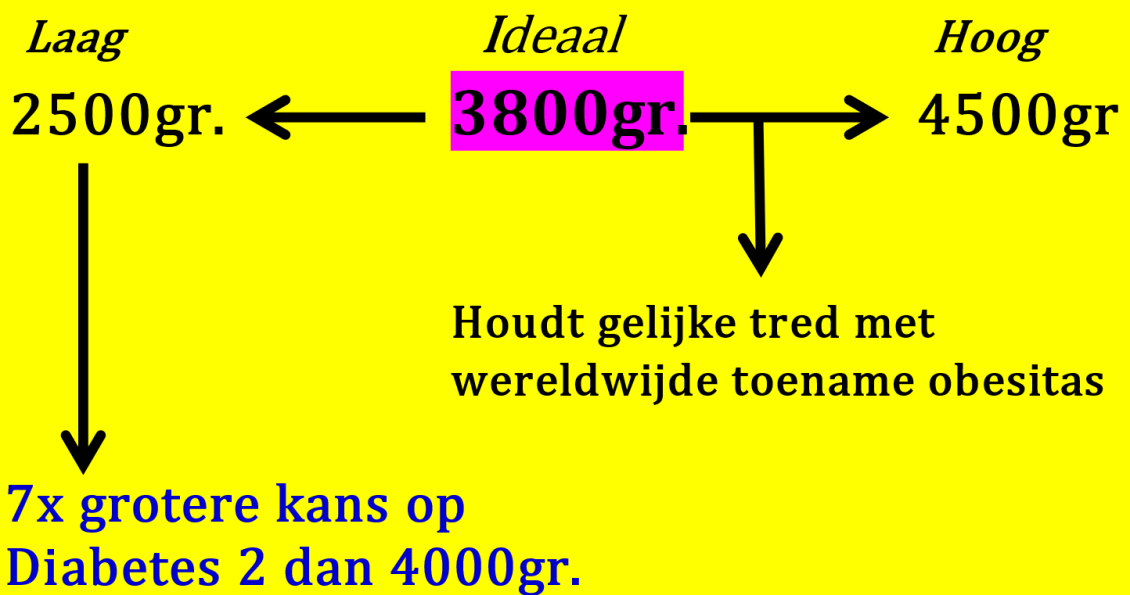 Laag Ideaal Hoog
2500gr. 3800gr. 4500gr
Houdt gelijke tred met
wereldwijde toename obesitas
7x grotere kans op
Diabetes 2 dan 4000gr.